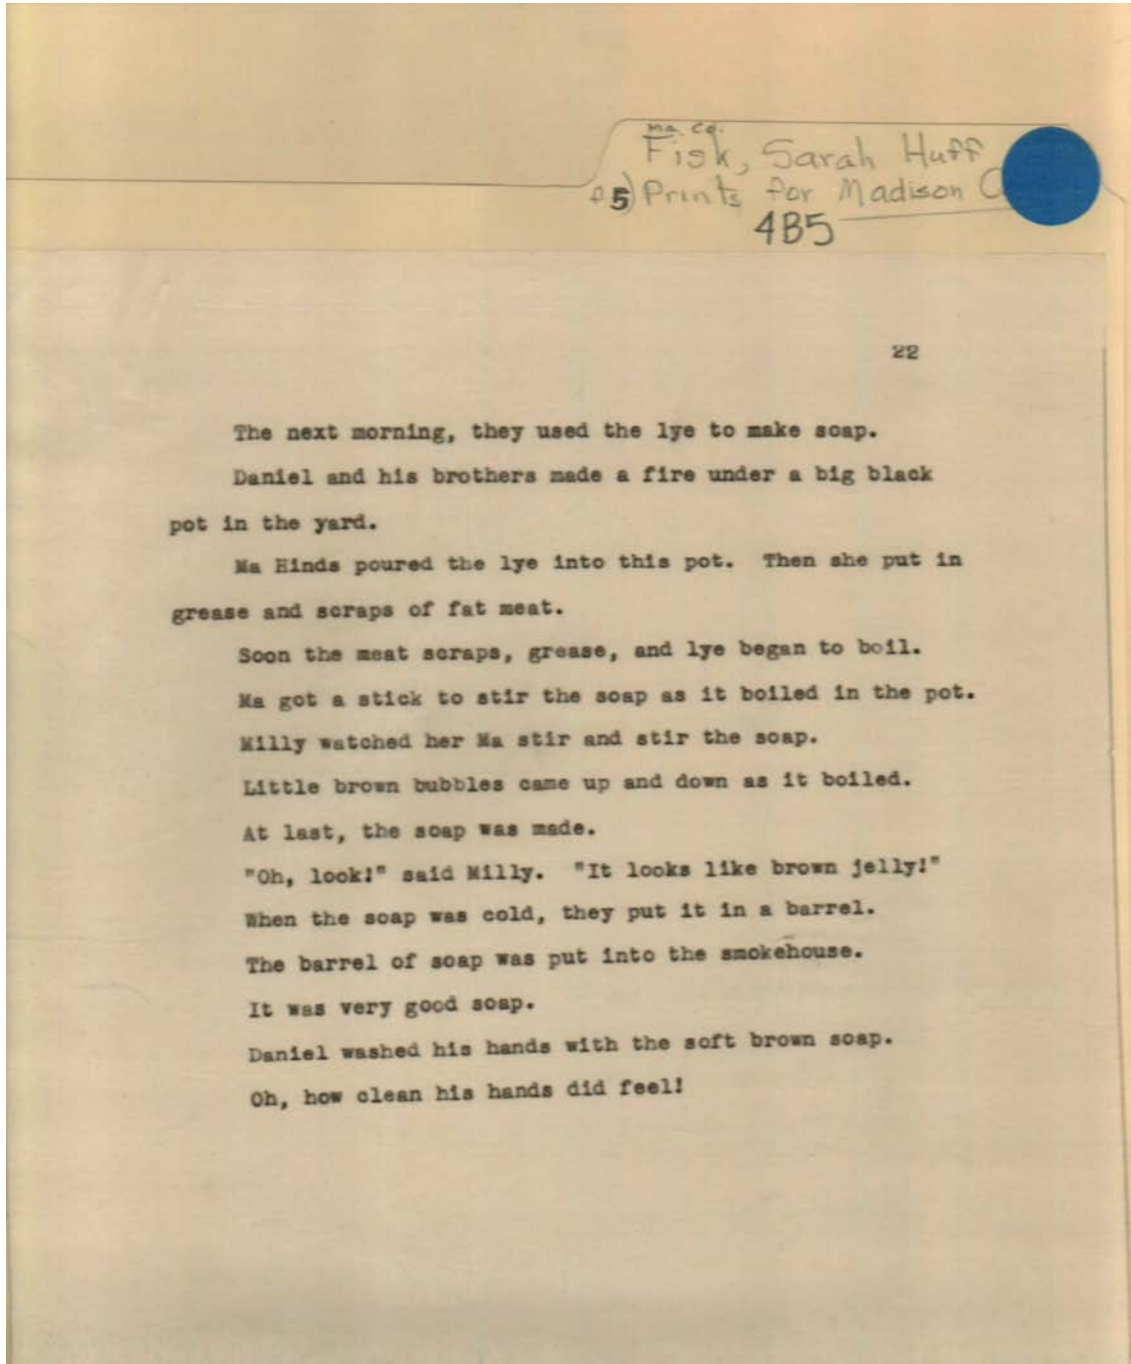 Ma. Co.
Fisk, Sarah Huff
5) Prints for Madison C
4B5
22
The next morning, they used the lye to make soap.
Daniel and his brothers made a fire under a big black
pot in the yard.
Ma Hinds poured the lye into this pot. Then she put in
grease and scraps of fat meat.
Soon the meat scraps, grease, and lye began to boil.
Ma got a stick to stir the soap as it boiled in the pot.
Milly watched her Ma stir and stir the soap.
Little brown bubbles came up and down as it boiled.
At last, the soap was made.
"Oh, look!" said Milly. "It looks like brown jelly!"
When the soap was cold, they put it in a barrel.
The barrel of soap was put into the smokehouse.
It was very good soap.
Daniel washed his hands with the soft brown soap.
Oh, how clean his hands did feel!